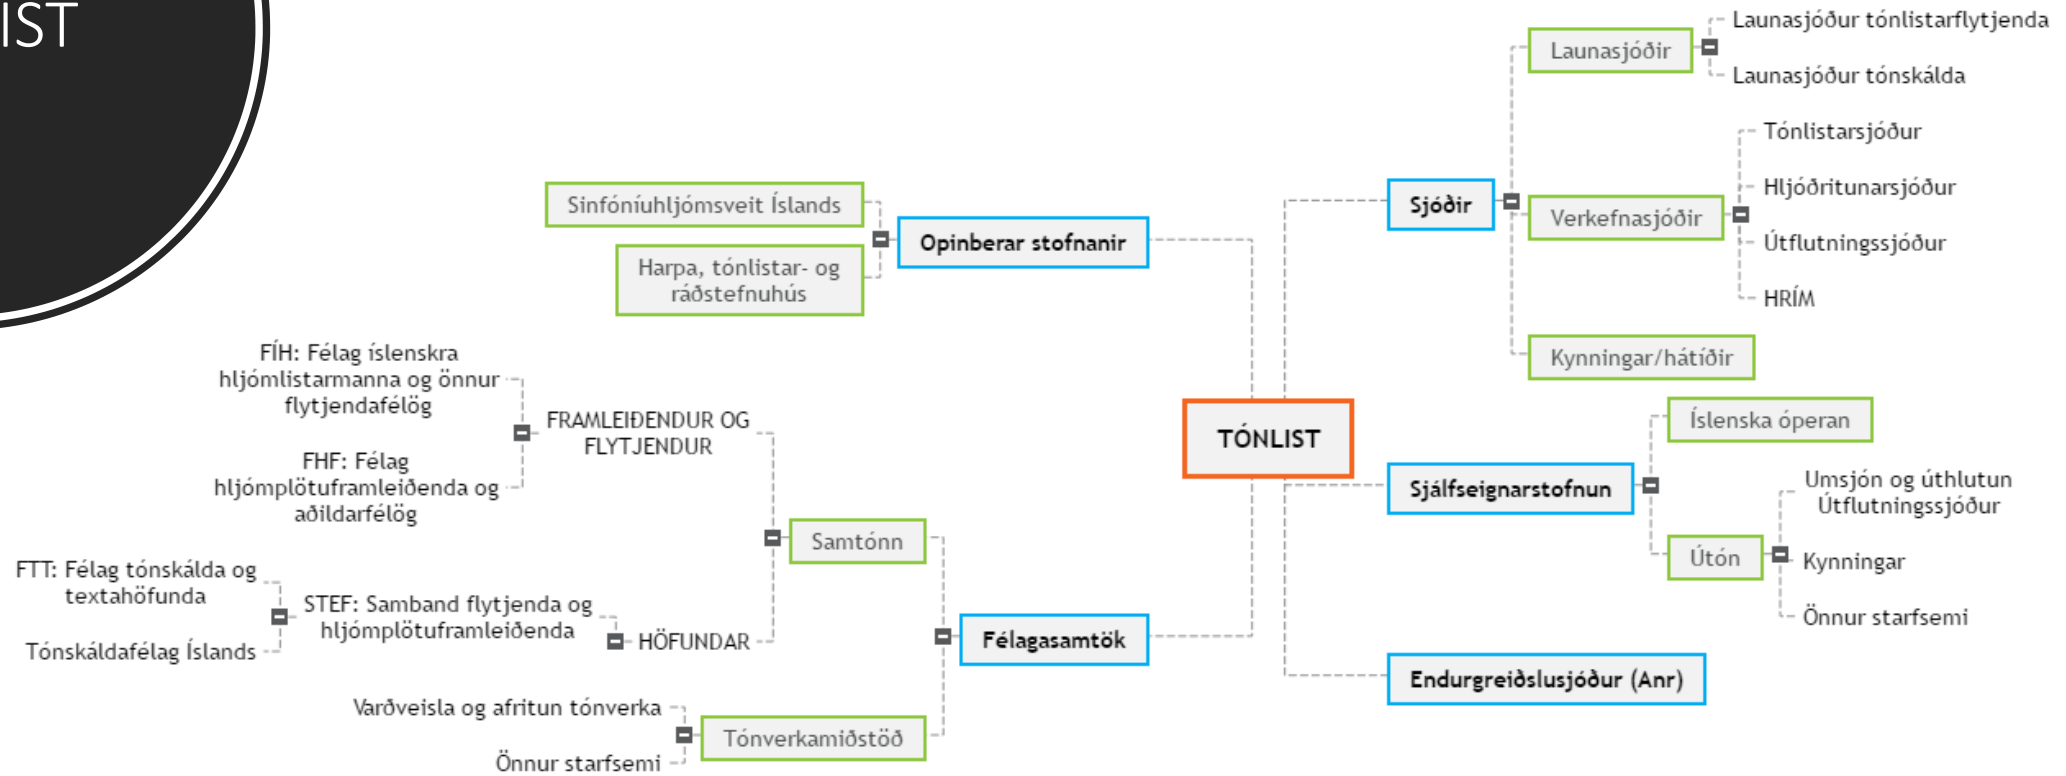 IST
Launasjóðir
Launasjóður tónlistarflytjenda
Launasjóður tónskálda
Sjóðir
Verkefnasjóðir
Tónlistarsjóður
Hljóðritunarsjóður
Útflutningssjóður
HRÍM
Kynningar/hátíðir
Sinfóníuhljómsveit Íslands
Harpa, tónlistar- og
ráðstefnuhús
Opinberar stofnanir
TÓNLIST
FÍH: Félag íslenskra
hljómlistarmanna og önnur
flytjendafélög
FHF: Félag
hljómplötuframleiðenda og
aðildarfélög
FRAMLEIÐENDUR OG
FLYTJENDUR
Samtónn
FTT: Félag tónskálda og
textahöfunda
Tónskáldafélag Íslands
STEF: Samband flytjenda og
hljómplötuframleiðenda
HÖFUNDAR
Félagasamtök
Varðveisla og afritun tónverka
Önnur starfsemi
Tónverkamiðstöð
Sjálfseignarstofnun
Íslenska óperan
Útón
Umsjón og úthlutun
Útflutningssjóður
Kynningar
Önnur starfsemi
Endurgreiðslusjóður (Anr)